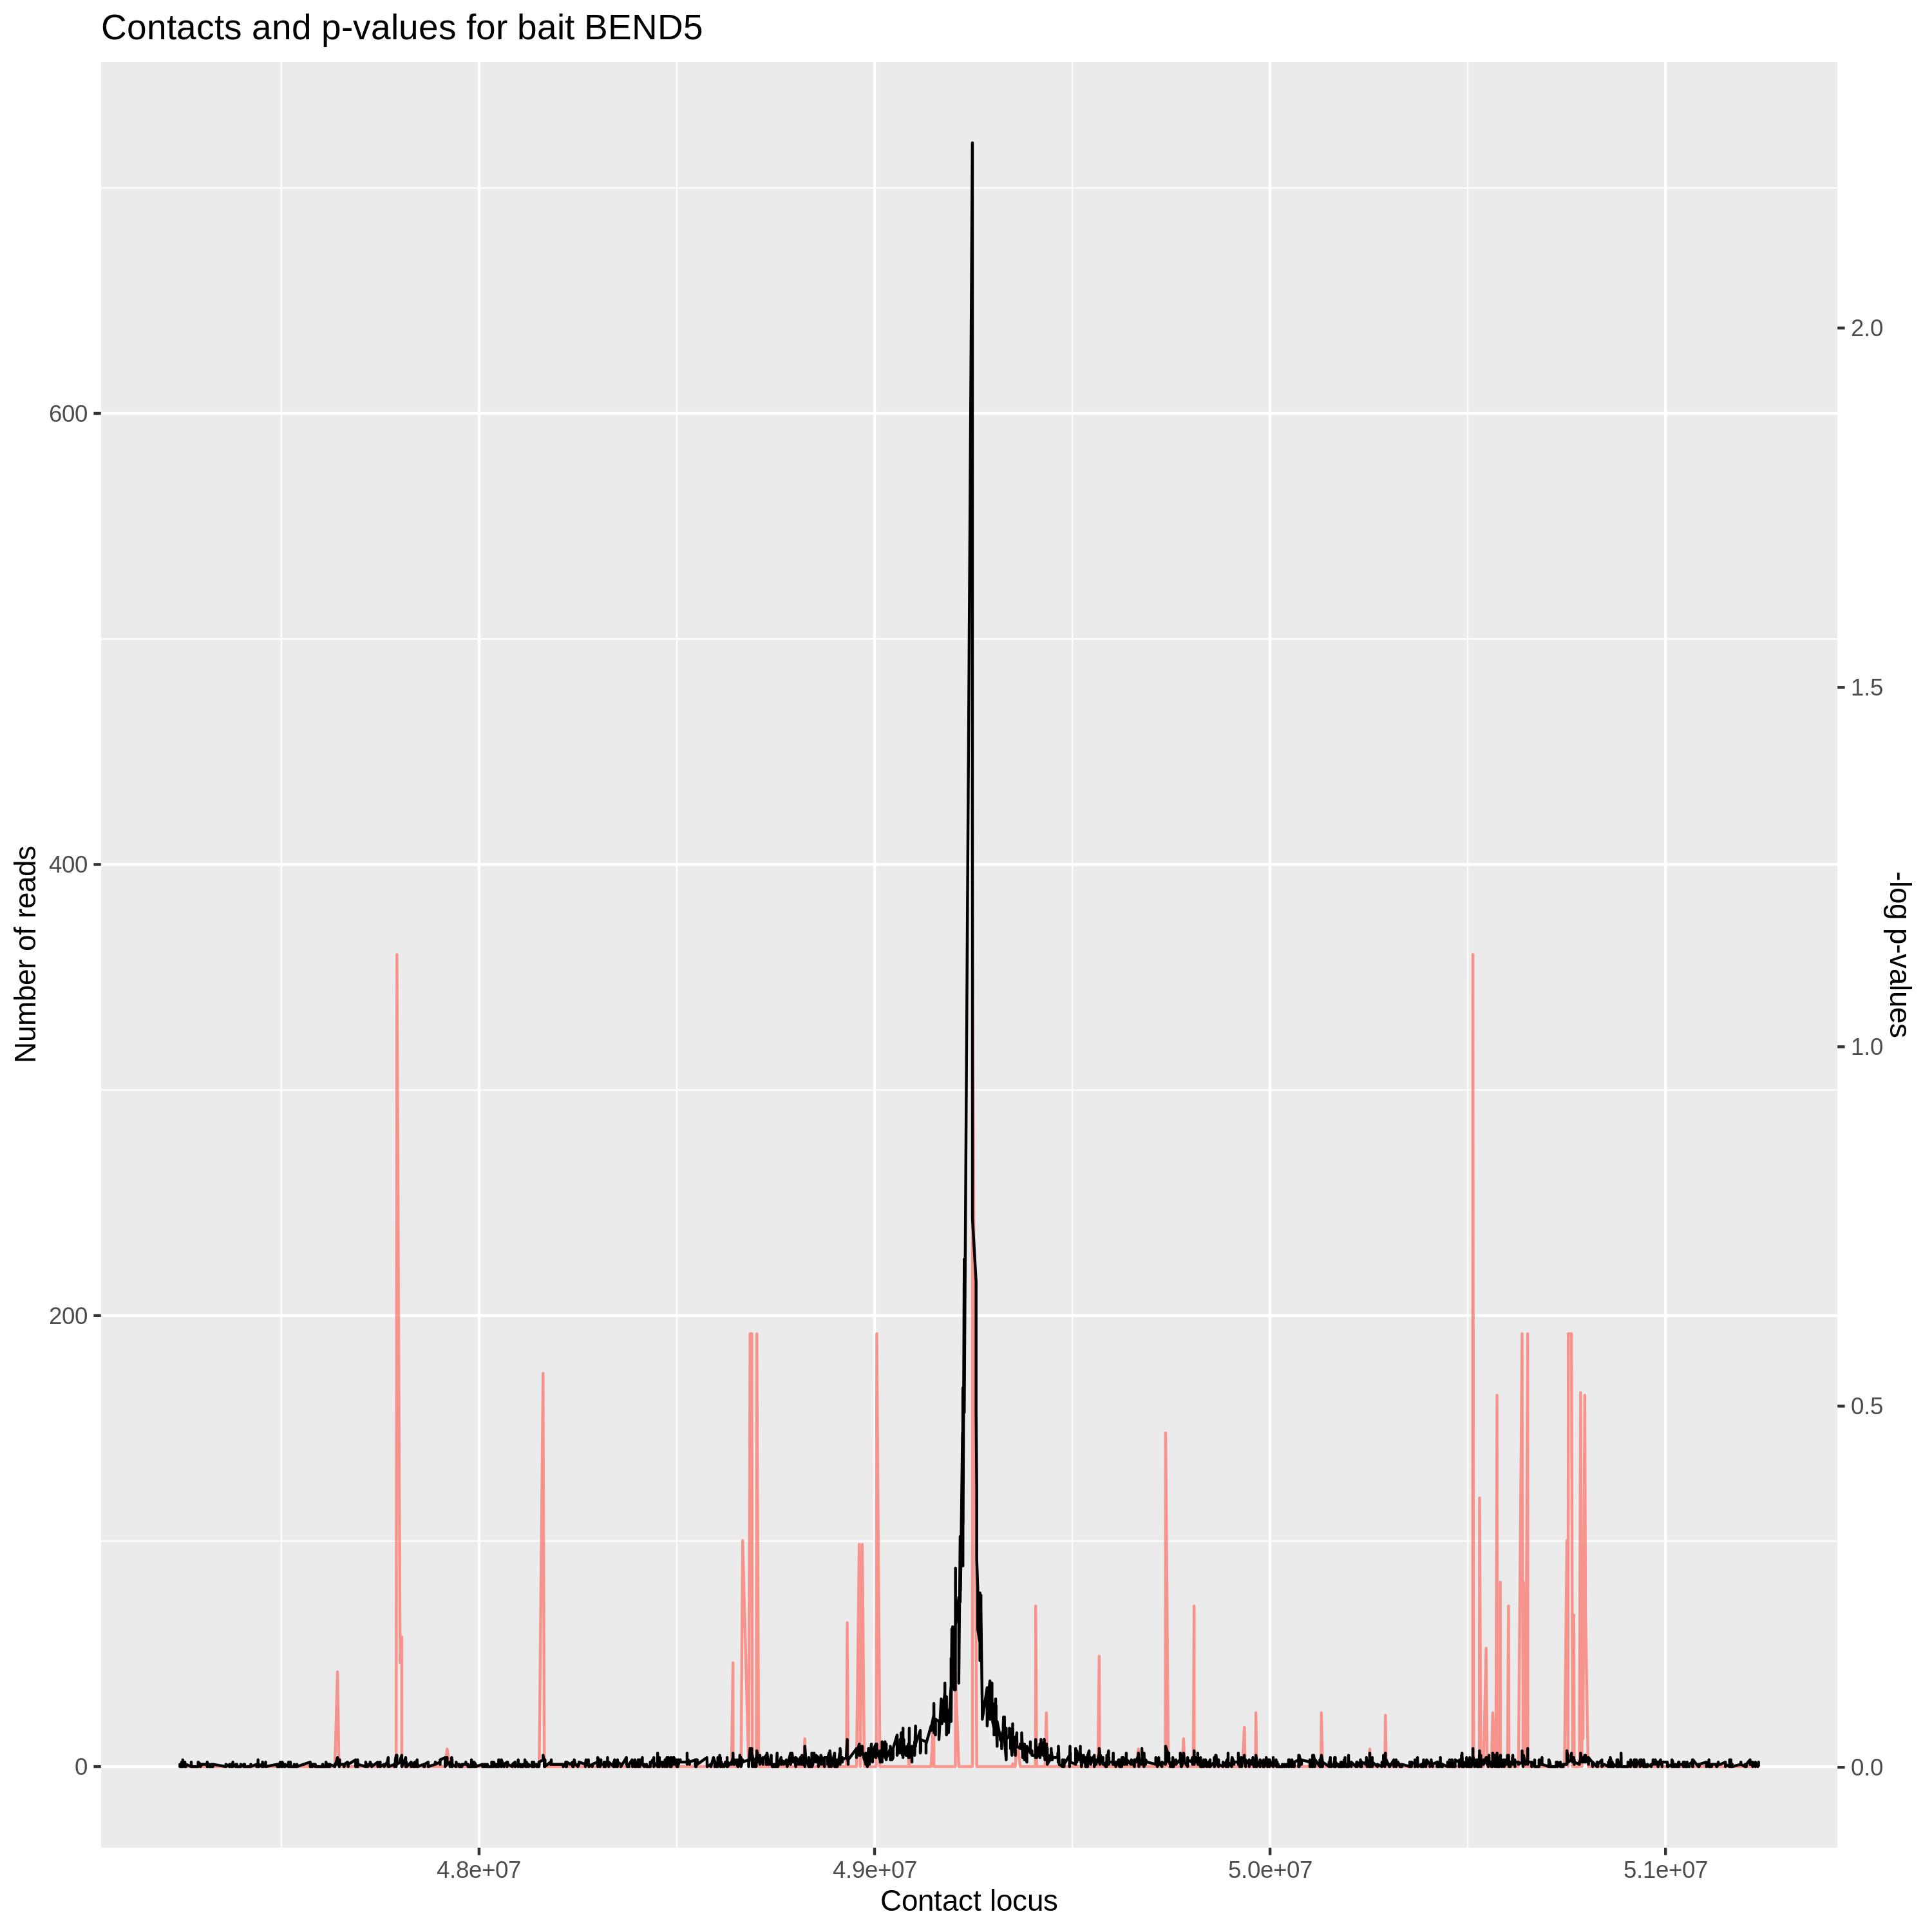 Contacts and p-values for bait BEND5
Number of reads
600
400
200
0
2.0
1.5
1.0
0.5
0.0
-log p-values
4.8e+07
4.9e+07
5.0e+07
5.1e+07
Contact locus